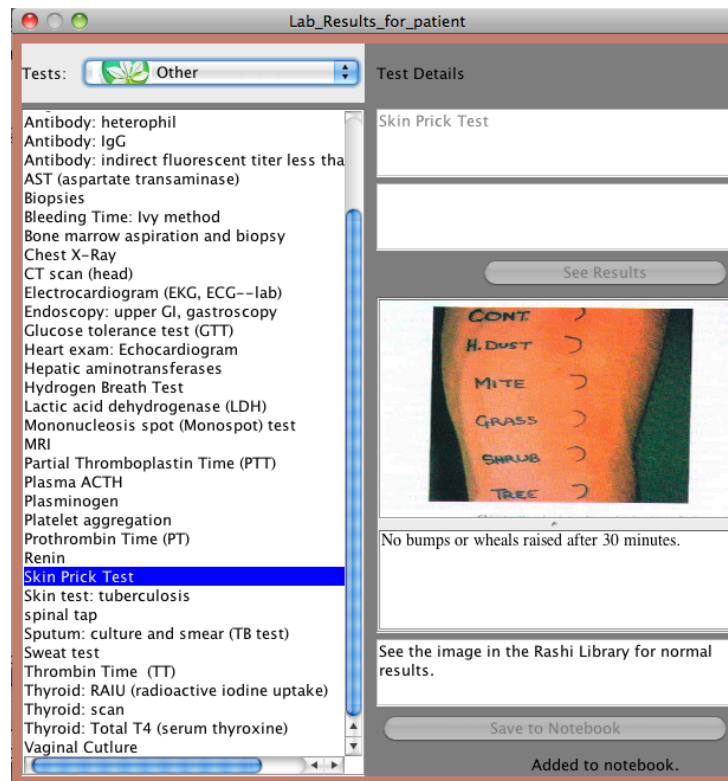 Lab_Results_for_patient
Tests:
Other
Antibody: heterophil
Antibody: IgG
Antibody: indirect fluorescent titer less tha
AST (aspartate transaminase)
Biopsies
Bleeding Time: Ivy method
Bone marrow aspiration and biopsy
Chest X-Ray
CT scan (head)
Electrocardiogram (EKG, ECG--lab)
Endoscopy: upper GI, gastroscopy
Glucose tolerance test (GTT)
Heart exam: Echocardiogram
Hepatic aminotransferases
Hydrogen Breath Test
Lactic acid dehydrogenase (LDH)
Mononucleosis spot (Monospot) test
MRI
Partial Thromboplastin Time (PTT)
Plasma ACTH
Plasminogen
Platelet aggregation
Prothrombin Time (PT)
Renin
Skin Prick Test
Skin test: tuberculosis
spinal tap
Sputum: culture and smear (TB test)
Sweat test
Thrombin Time  (TT)
Thyroid: RAIU (radioactive iodine uptake)
Thyroid: scan
Thyroid: Total T4 (serum thyroxine)
Vaginal Cutlure
Test Details
Skin Prick Test
See Results
CONT.
H. DUST
MITE
GRASS
SHRUB
TREE
No bumps or wheals raised after 30 minutes.
See the image in the Rashi Library for normal
results.
Save to Notebook
Added to notebook.